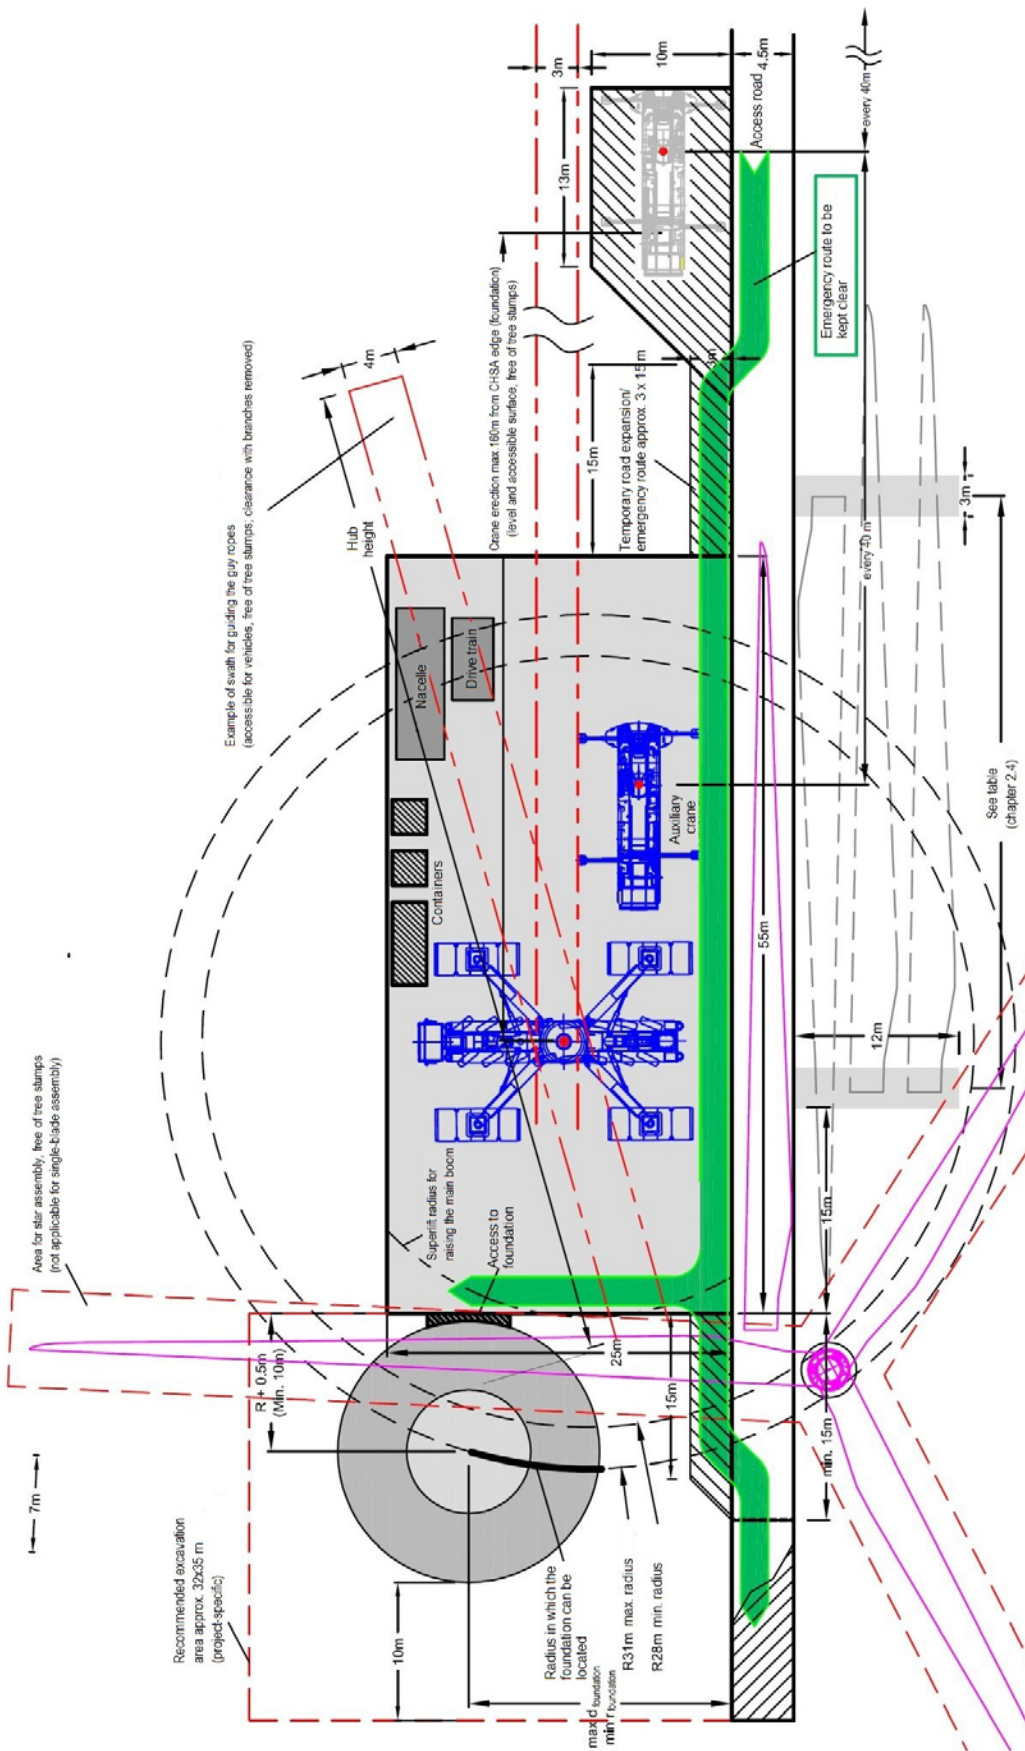 Area for star assembly, free of tree stumps
(not applicable for single-blade assembly)
7m
Recommended excavation
area approx. 32x35 m
(project-specific)
Example of swath for guiding the guy ropes
(accessible for vehicles, free of tree stumps; clearance with branches removed)
4m
Hub
height
Crane erection max 160m from CHSA edge (foundation)
(level and accessible surface, free of tree stumps)
3m
10m
13m
4.5m
Access road
every 40m
Emergency route to be
kept clear
Temporary road expansion/
emergency route approx. 3 x 15 m
15m
3m
Nacelle
Drive train
Containers
Auxiliary
crane
Superlift radius for
raising the main boom
Access to
foundation
R + 0.5m
(Min. 10m)
25m
15m
55m
every 40 m
3m
See table
(chapter 2.4)
12m
15m
min. 15m
10m
Radius in which the
foundation can be
located
R31m max. radius
R28m min. radius
max d foundation
min r foundation